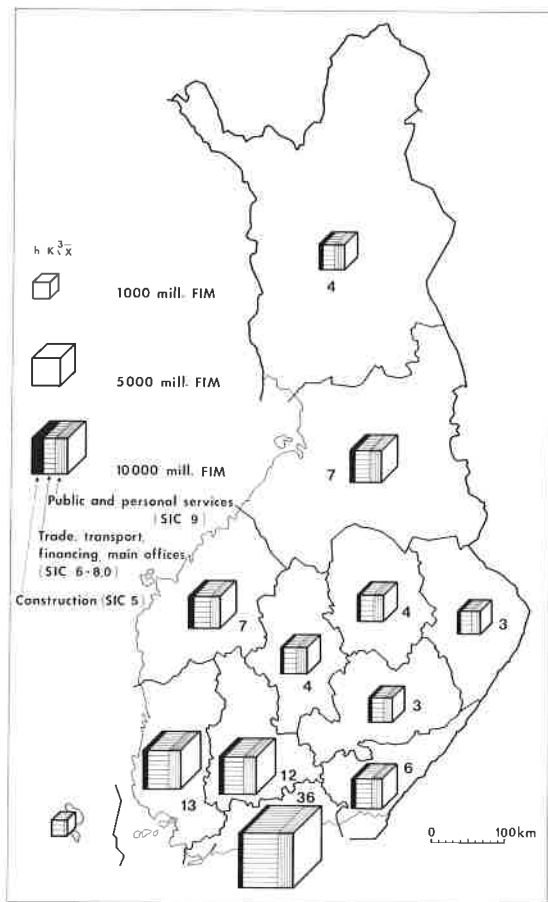 h K ∛X
1000 mill. FIM
5000 mill. FIM
10000 mill. FIM
Public and personal services
(SIC 9)
Trade, transport,
financing, main offices
(SIC 6-8,0)
Construction (SIC 5)
4
7
7
4
4
3
3
13
12
6
36
0 100 km